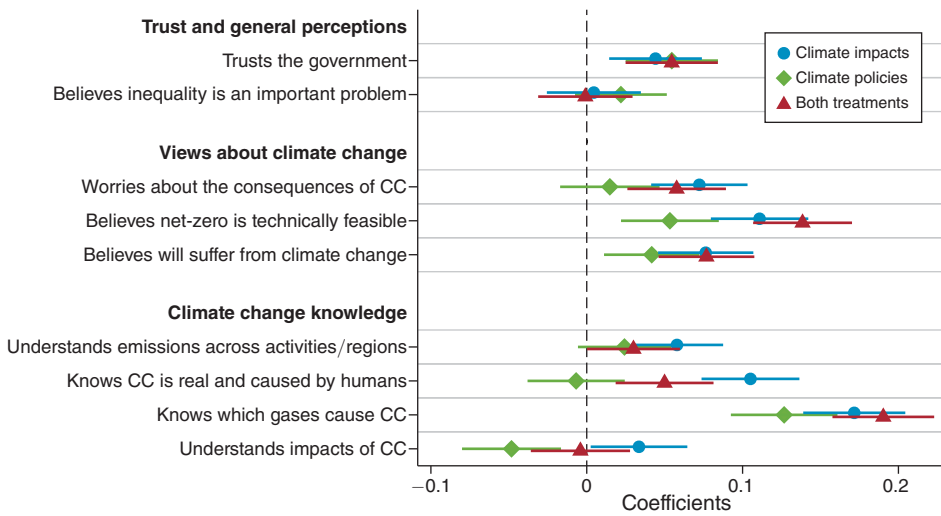 Trust and general perceptions
Trusts the government
Believes inequality is an important problem
Views about climate change
Worries about the consequences of CC
Believes net-zero is technically feasible
Believes will suffer from climate change
Climate change knowledge
Understands emissions across activities/regions
Knows CC is real and caused by humans
Knows which gases cause CC
Understands impacts of CC
Climate impacts
Climate policies
Both treatments
−0.1 0 0.1 0.2
Coefficients